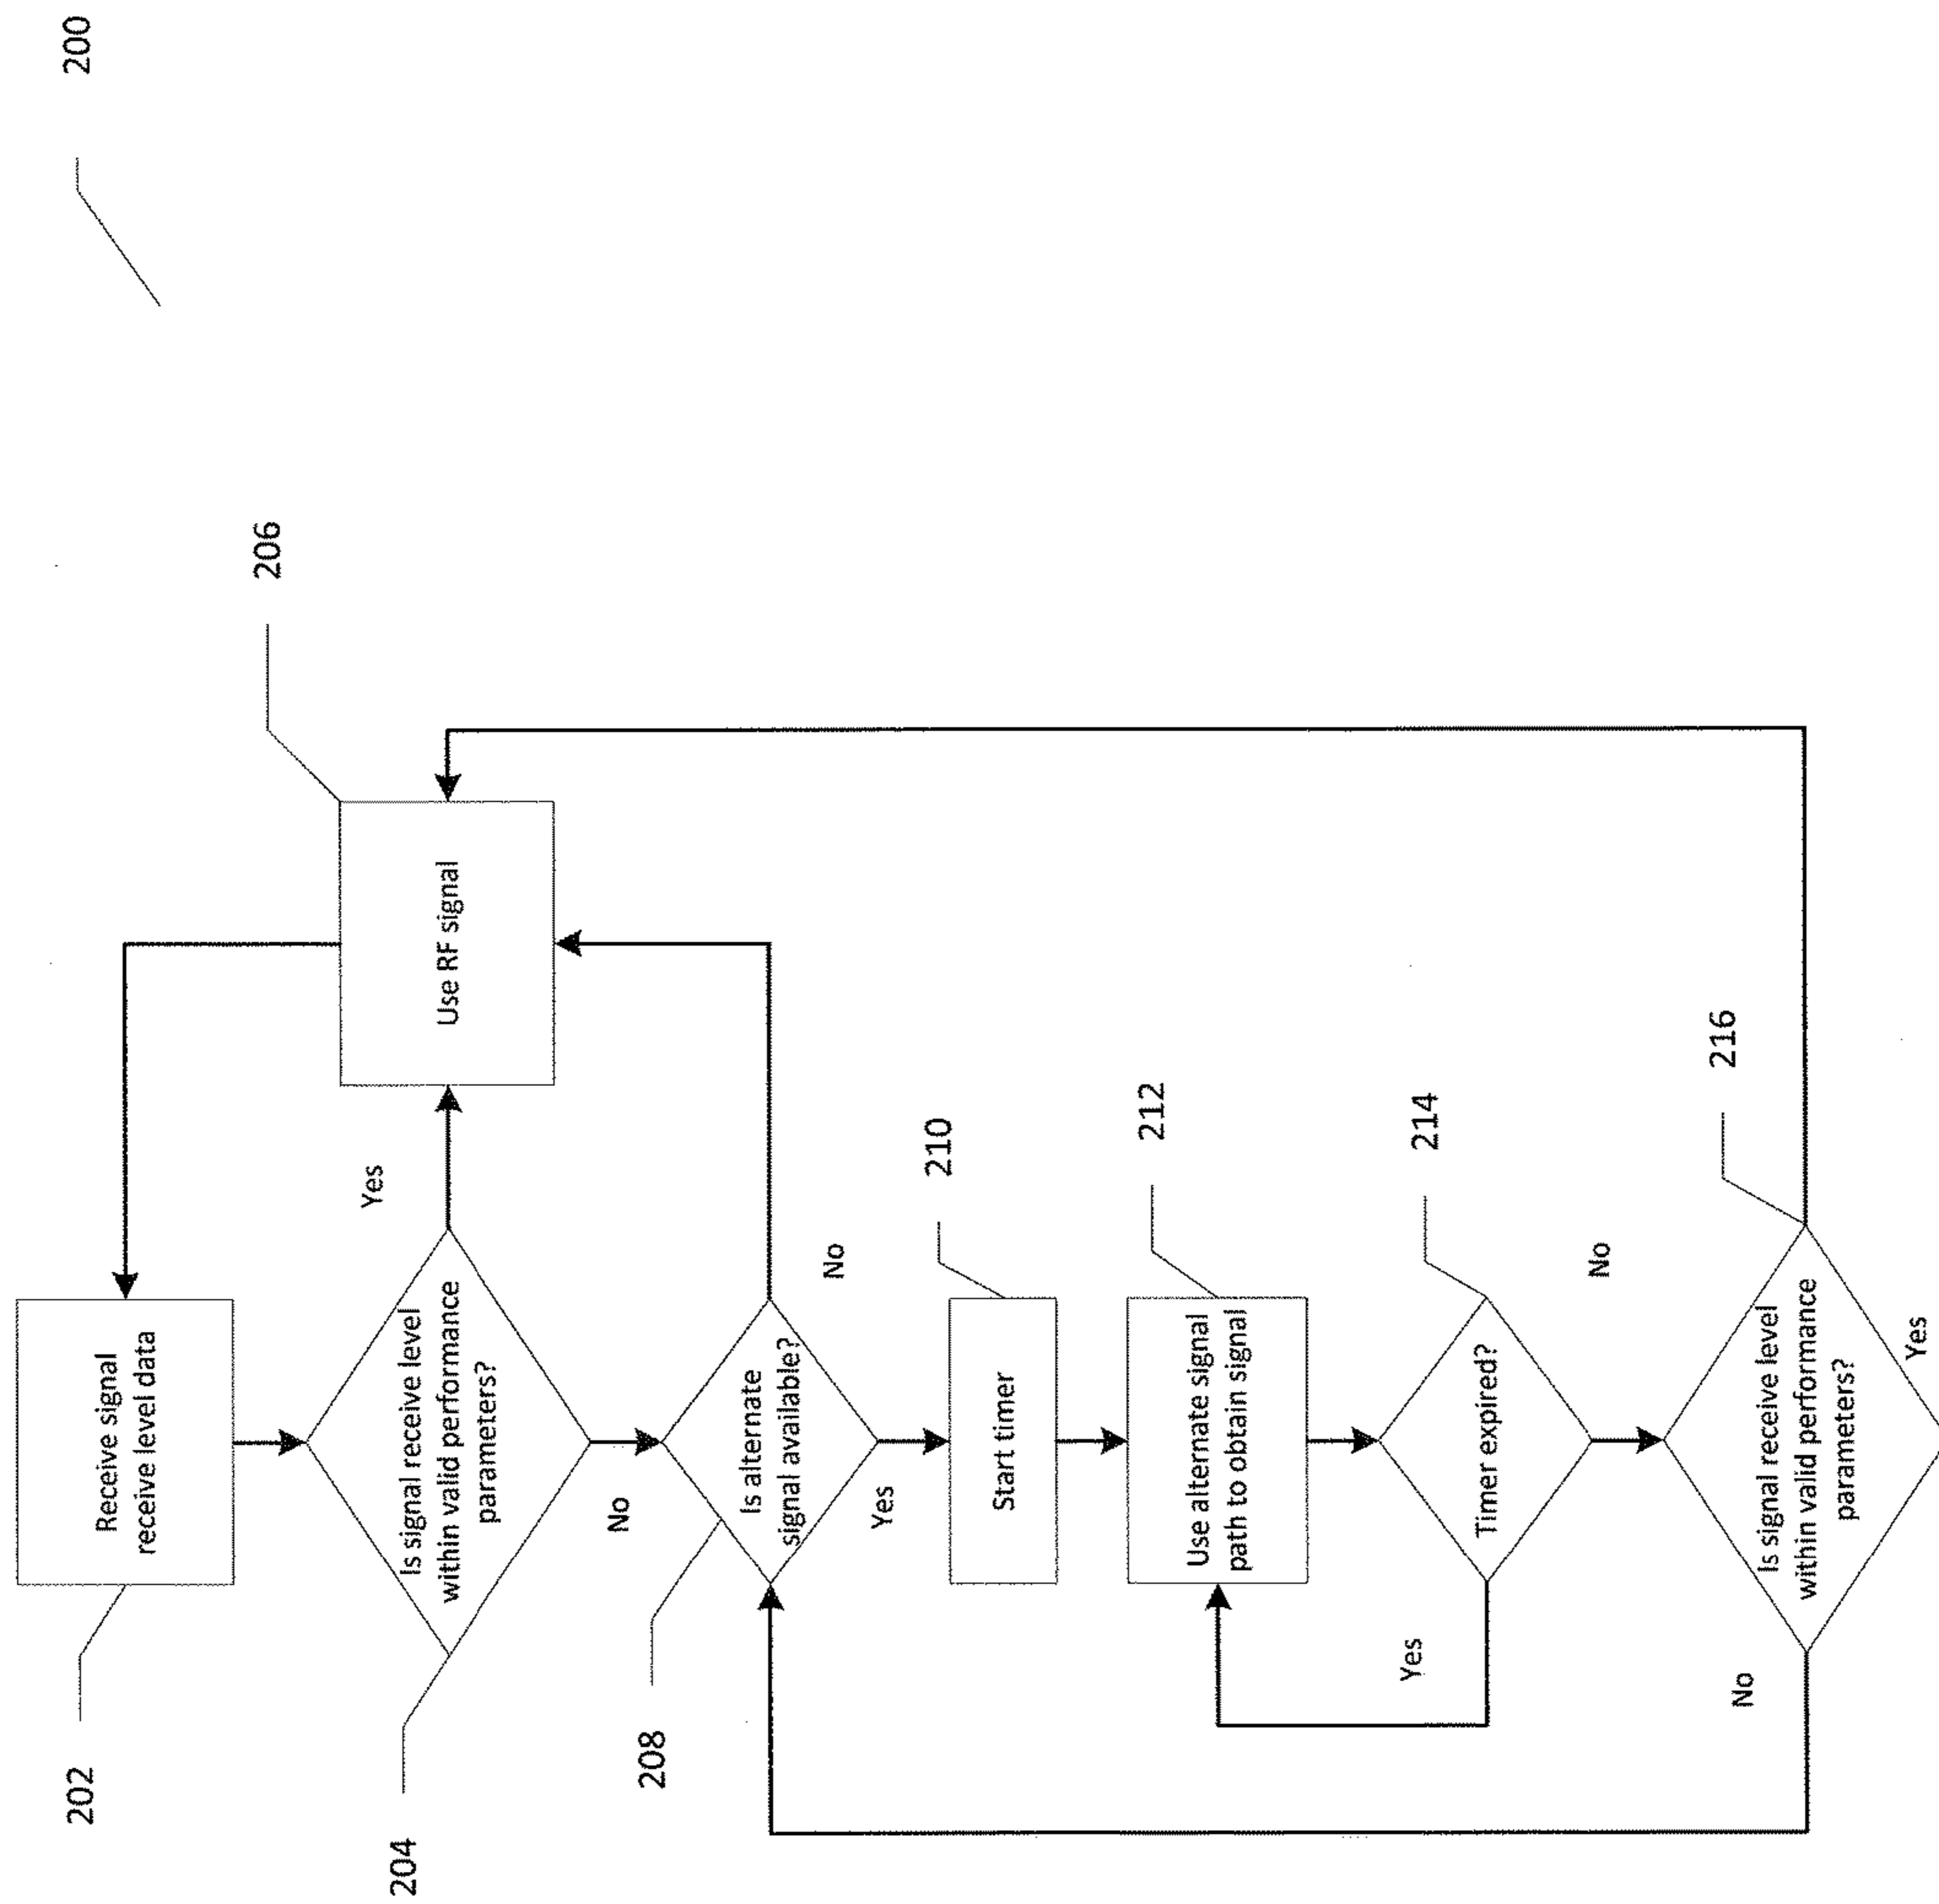 200
202
Receive signal
receive level data
204
Is signal receive level
within valid performance
parameters?
Yes
206
Use RF signal
No
208
Is alternate
signal available?
No
Yes
210
Start timer
212
Use alternate signal
path to obtain signal
214
Timer expired?
Yes
No
216
Is signal receive level
within valid performance
parameters?
No
Yes